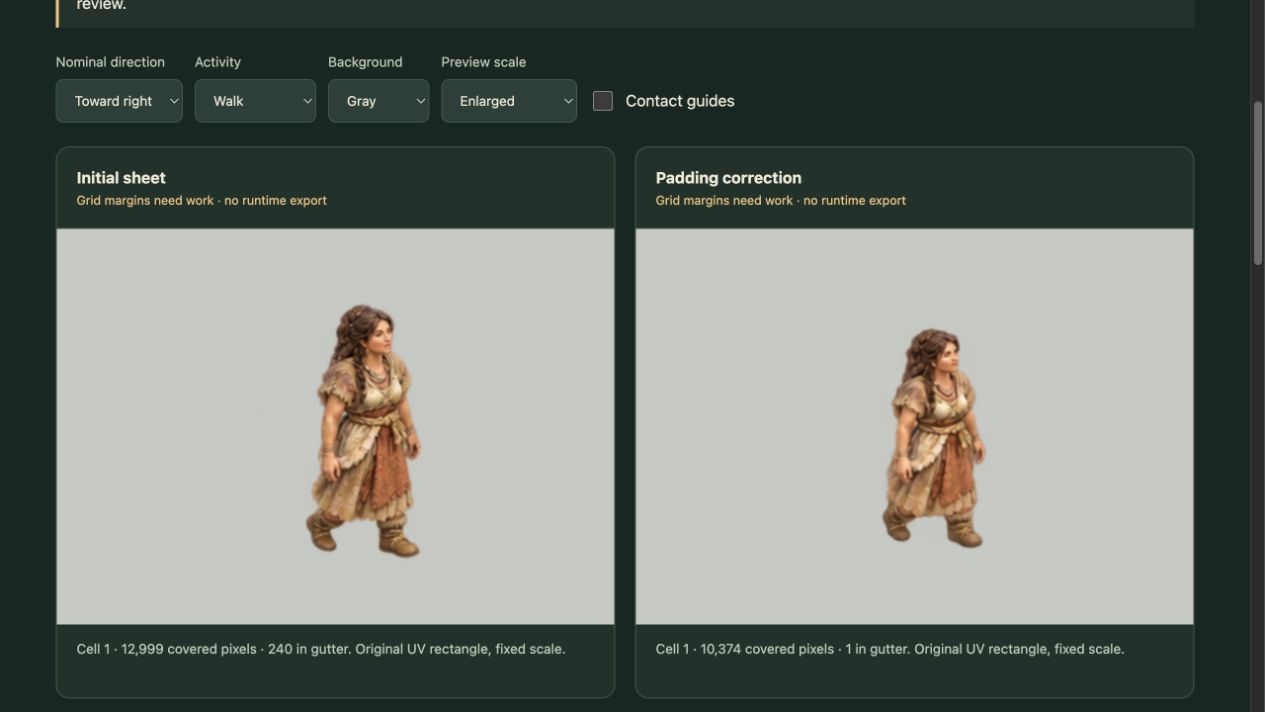 review.
Nominal direction
Activity
Background
Preview scale
Toward right
Walk
Gray
Enlarged
Contact guides
Initial sheet
Grid margins need work · no runtime export
Padding correction
Grid margins need work · no runtime export
Cell 1 · 12,999 covered pixels · 240 in gutter. Original UV rectangle, fixed scale.
Cell 1 · 10,374 covered pixels · 1 in gutter. Original UV rectangle, fixed scale.